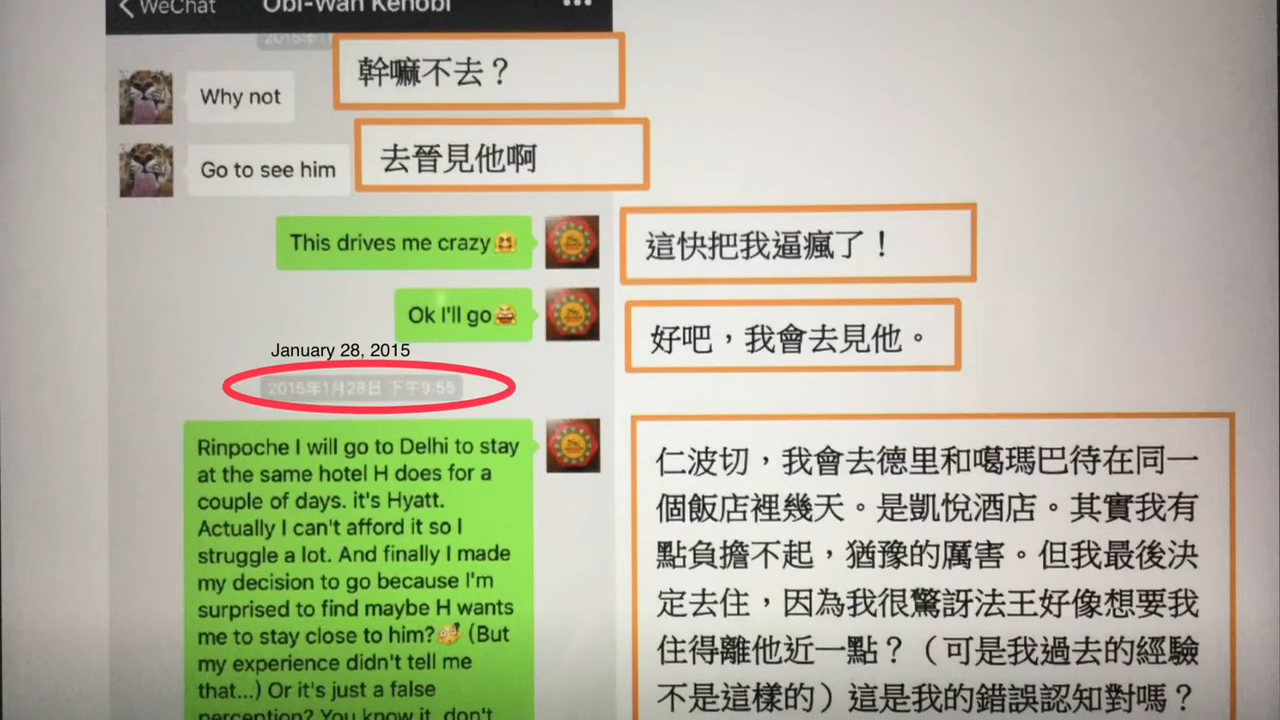 WeChat
Obi-Wan Kenobi
Why not
幹嘛不去？
Go to see him
去晉見他啊
This drives me crazy
這快把我逼瘋了！
Ok I'll go
好吧，我會去見他。
January 28, 2015
2015年1月28日 下午9:55
Rinpoche I will go to Delhi to stay
at the same hotel H does for a
couple of days. it's Hyatt.
Actually I can't afford it so I
struggle a lot. And finally I made
my decision to go because I'm
surprised to find maybe H wants
me to stay close to him? (But
my experience didn't tell me
that...) Or it's just a false
perception? You know it, don't
仁波切，我會去德里和噶瑪巴待在同一
個飯店裡幾天。是凱悅酒店。其實我有
點負擔不起，猶豫的厲害。但我最後決
定去住，因為我很驚訝法王好像想要我
住得離他近一點？（可是我過去的經驗
不是這樣的）這是我的錯誤認知對嗎？